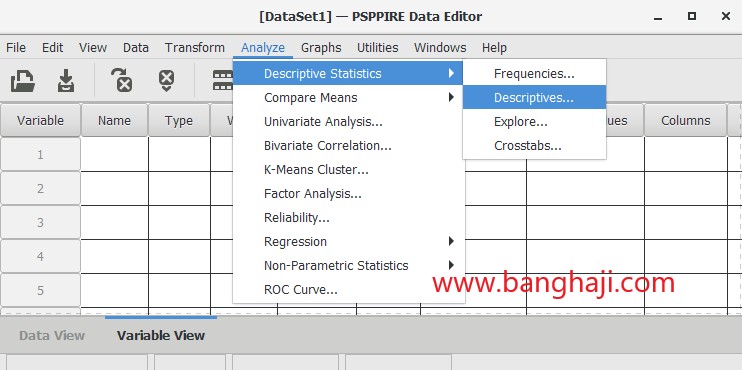 [DataSet1] — PSPPIRE Data Editor
File Edit View Data Transform Analyze Graphs Utilities Windows Help
Descriptive Statistics
Compare Means
Univariate Analysis...
Bivariate Correlation...
K-Means Cluster...
Factor Analysis...
Reliability...
Regression
Non-Parametric Statistics
ROC Curve...
Frequencies...
Descriptives...
Explore...
Crosstabs...
Variable Name Type Columns
1
2
3
4
5
www.banghaji.com
Data View Variable View